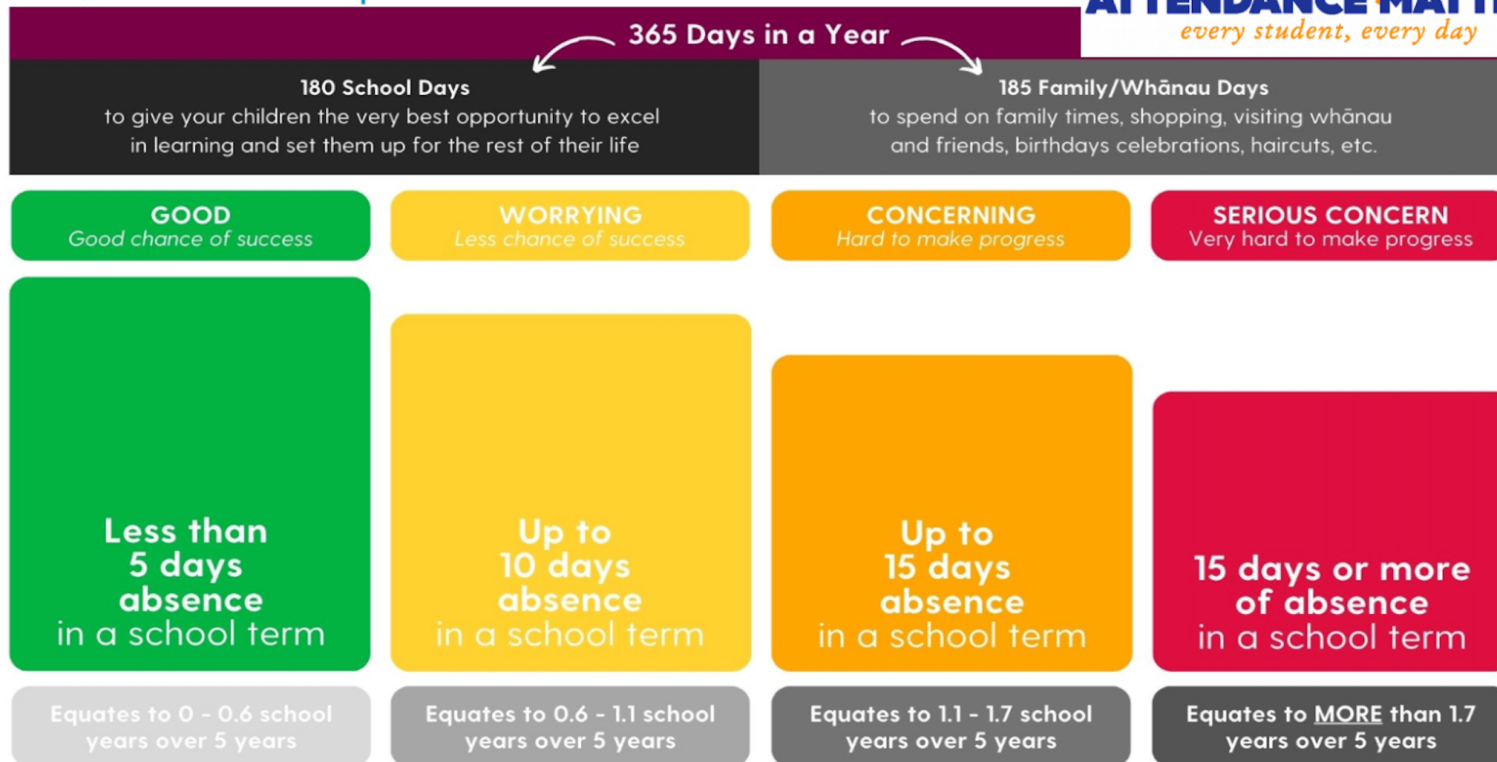 every student, every day
365 Days in a Year
180 School Days
to give your children the very best opportunity to excel
in learning and set them up for the rest of their life
185 Family/Whānau Days
to spend on family times, shopping, visiting whānau
and friends, birthdays celebrations, haircuts, etc.
GOOD
Good chance of success
WORRYING
Less chance of success
CONCERNING
Hard to make progress
SERIOUS CONCERN
Very hard to make progress
Less than
5 days
absence
in a school term
Up to
10 days
absence
in a school term
Up to
15 days
absence
in a school term
15 days or more
of absence
in a school term
Equates to 0 - 0.6 school
years over 5 years
Equates to 0.6 - 1.1 school
years over 5 years
Equates to 1.1 - 1.7 school
years over 5 years
Equates to MORE than 1.7
years over 5 years